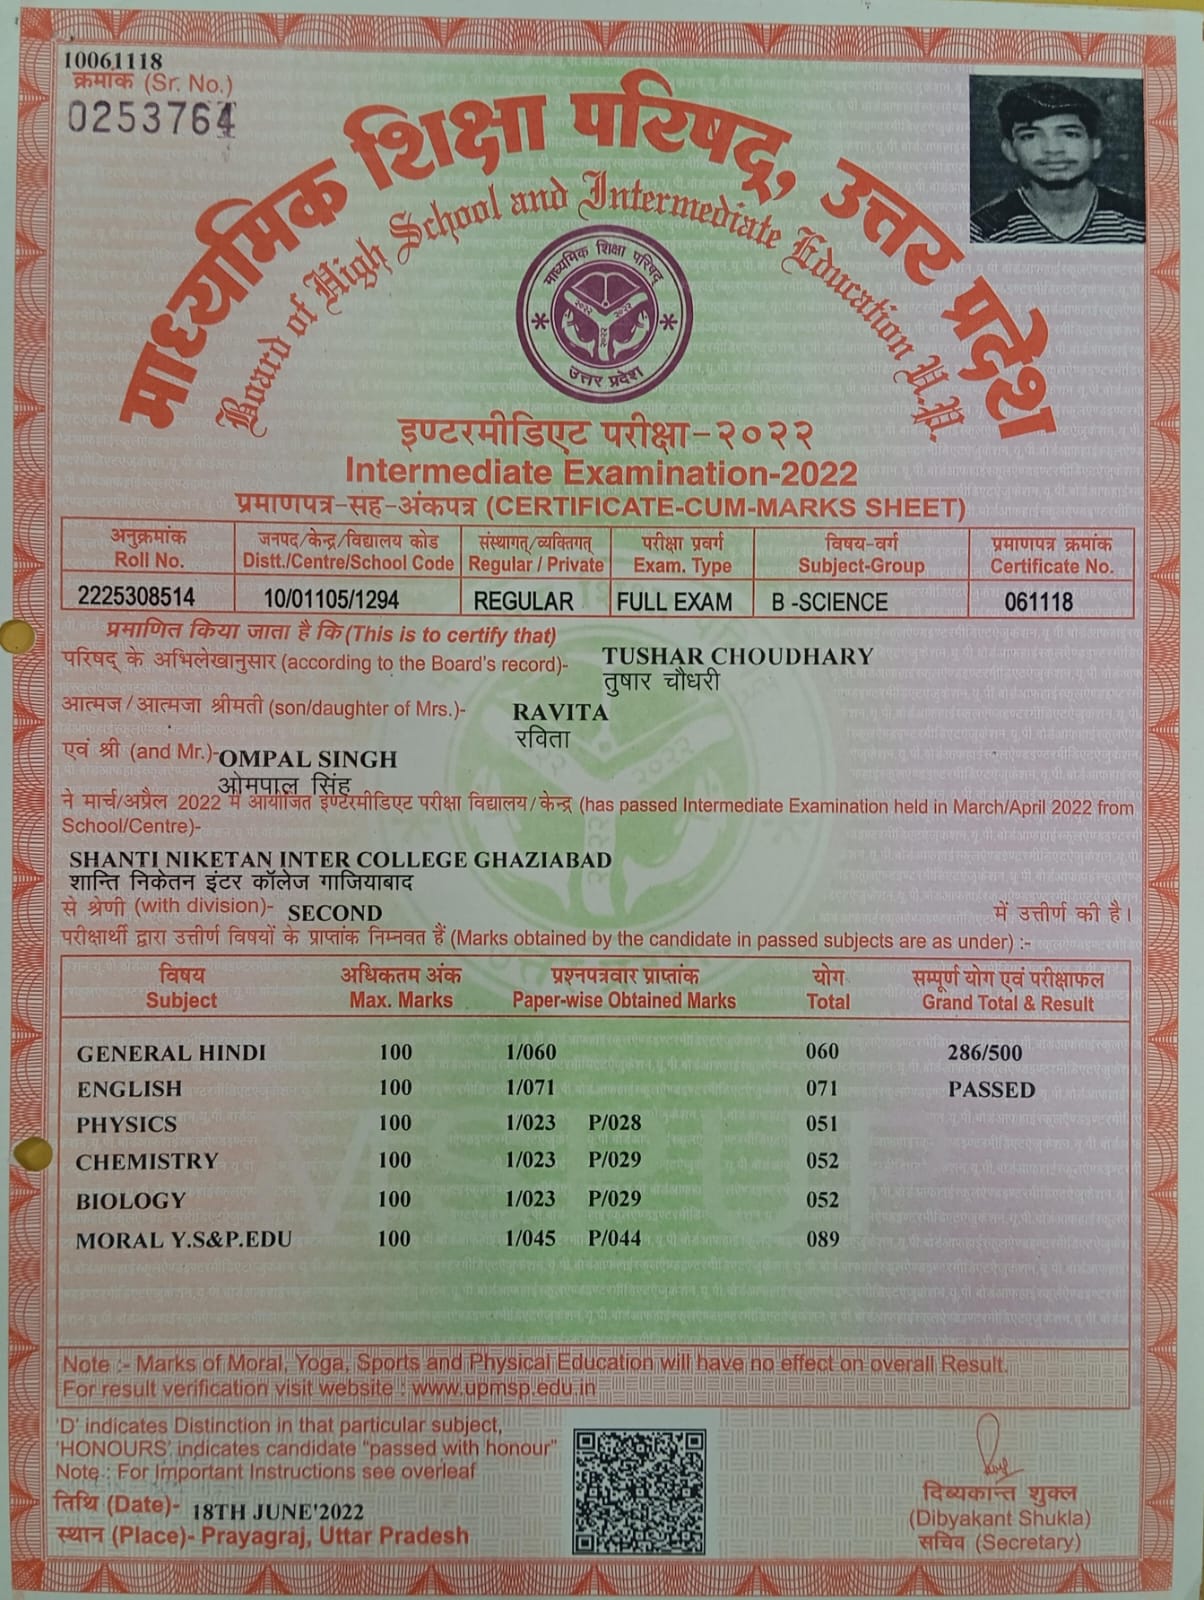 10061118
क्रमांक (Sr. No.)
0253764
माध्यमिक शिक्षा परिषद्, उत्तर प्रदेश
Board of High School and Intermediate Education U.P.
माध्यमिक शिक्षा परिषद्
२०२२ २०२२
२०२२
उत्तर प्रदेश
इण्टरमीडिएट परीक्षा-२०२२
Intermediate Examination-2022
प्रमाणपत्र-सह-अंकपत्र (CERTIFICATE-CUM-MARKS SHEET)
अनुक्रमांक जनपद/केन्द्र/विद्यालय कोड संस्थागत्/व्यक्तिगत् परीक्षा प्रवर्ग विषय-वर्ग प्रमाणपत्र क्रमांक
Roll No. Distt./Centre/School Code Regular / Private Exam. Type Subject-Group Certificate No.
2225308514 10/01105/1294 REGULAR FULL EXAM B -SCIENCE 061118
प्रमाणित किया जाता है कि (This is to certify that)
परिषद् के अभिलेखानुसार (according to the Board's record)- TUSHAR CHOUDHARY
तुषार चौधरी
आत्मज/आत्मजा श्रीमती (son/daughter of Mrs.)- RAVITA
रविता
एवं श्री (and Mr.)- OMPAL SINGH
ओमपाल सिंह
ने मार्च/अप्रैल 2022 में आयोजित इण्टरमीडिएट परीक्षा विद्यालय/केन्द्र (has passed Intermediate Examination held in March/April 2022 from
School/Centre)-
SHANTI NIKETAN INTER COLLEGE GHAZIABAD
शान्ति निकेतन इंटर कॉलेज गाजियाबाद
से श्रेणी (with division)- SECOND में उत्तीर्ण की है।
परीक्षार्थी द्वारा उत्तीर्ण विषयों के प्राप्तांक निम्नवत हैं (Marks obtained by the candidate in passed subjects are as under) :-
विषय अधिकतम अंक प्रश्नपत्रवार प्राप्तांक योग सम्पूर्ण योग एवं परीक्षाफल
Subject Max. Marks Paper-wise Obtained Marks Total Grand Total & Result
GENERAL HINDI 100 1/060 060 286/500
ENGLISH 100 1/071 071 PASSED
PHYSICS 100 1/023 P/028 051
CHEMISTRY 100 1/023 P/029 052
BIOLOGY 100 1/023 P/029 052
MORAL Y.S&P.EDU 100 1/045 P/044 089
Note :- Marks of Moral, Yoga, Sports and Physical Education will have no effect on overall Result.
For result verification visit website : www.upmsp.edu.in
'D' indicates Distinction in that particular subject,
'HONOURS' indicates candidate "passed with honour"
Note : For Important Instructions see overleaf
तिथि (Date)- 18TH JUNE'2022
स्थान (Place)- Prayagraj, Uttar Pradesh
दिब्यकान्त शुक्ल
(Dibyakant Shukla)
सचिव (Secretary)